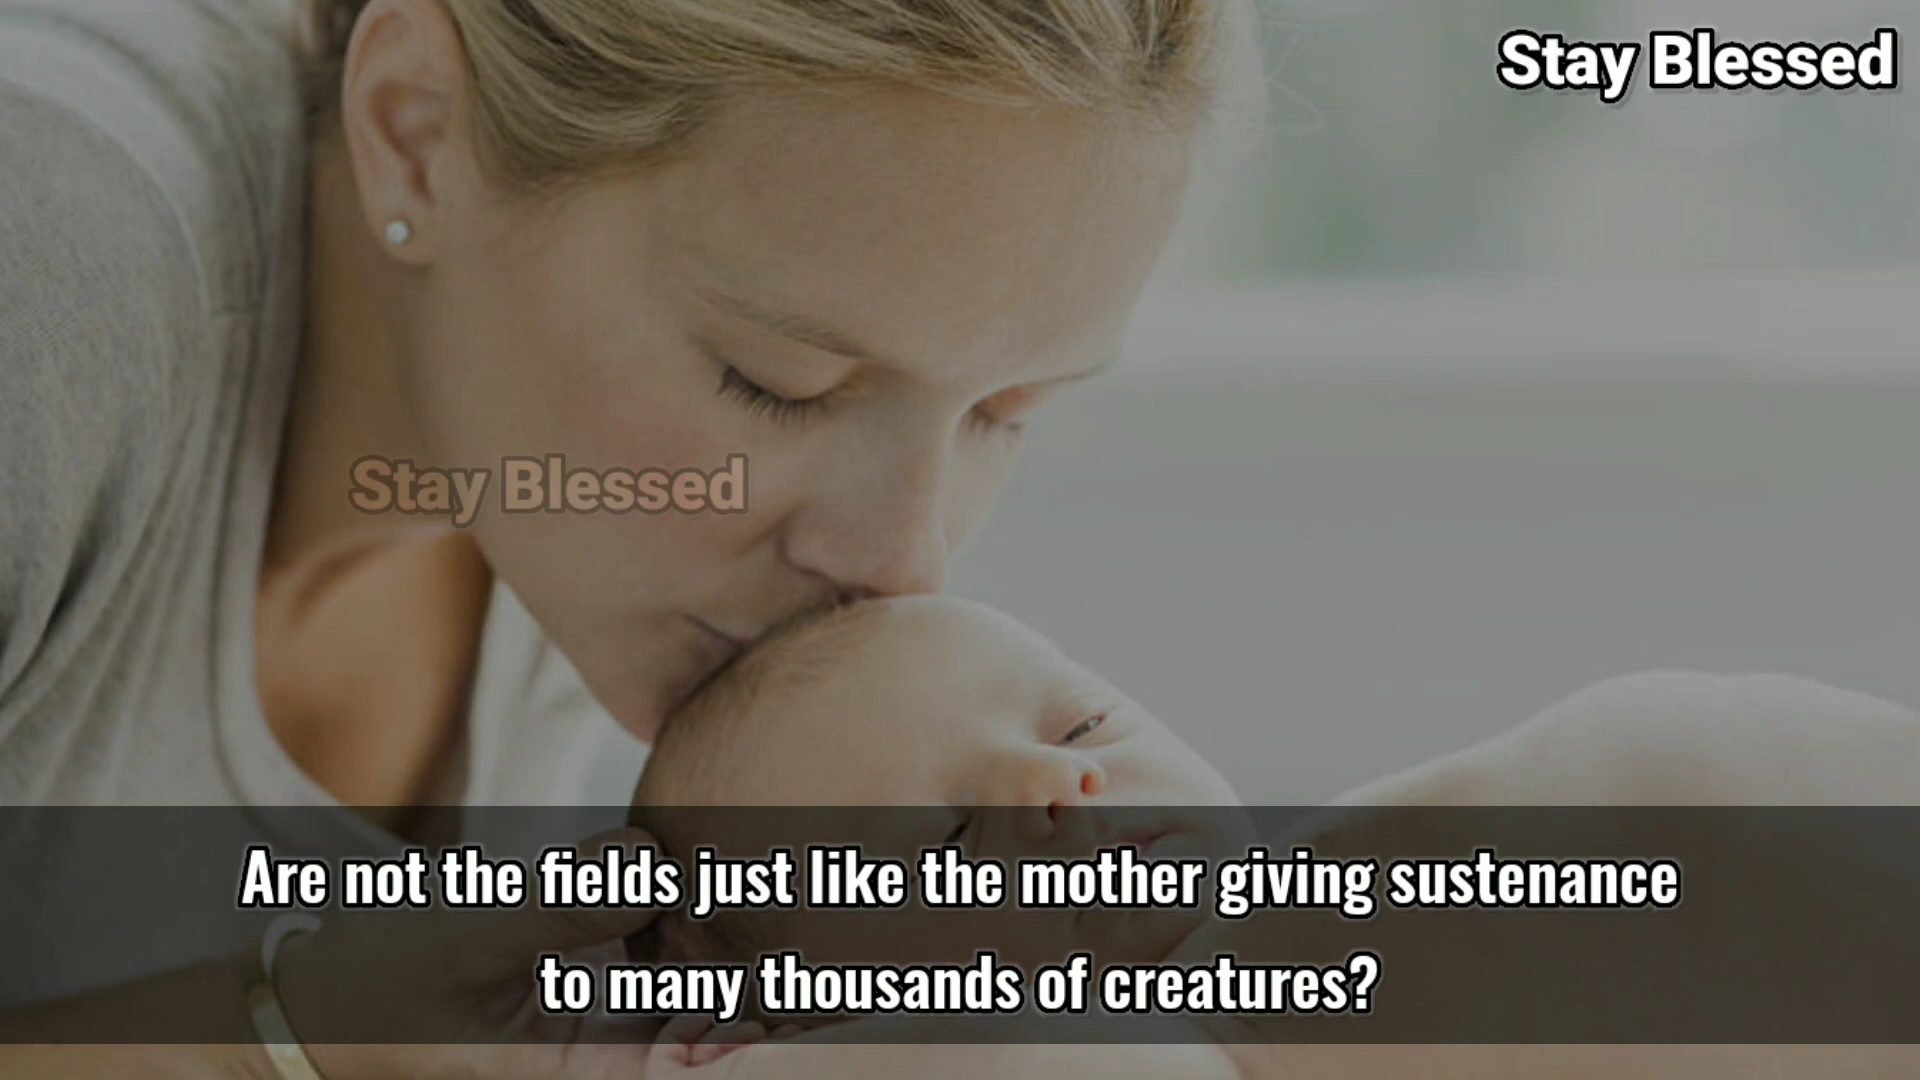 Stay Blessed
Stay Blessed
Are not the fields just like the mother giving sustenance
to many thousands of creatures?